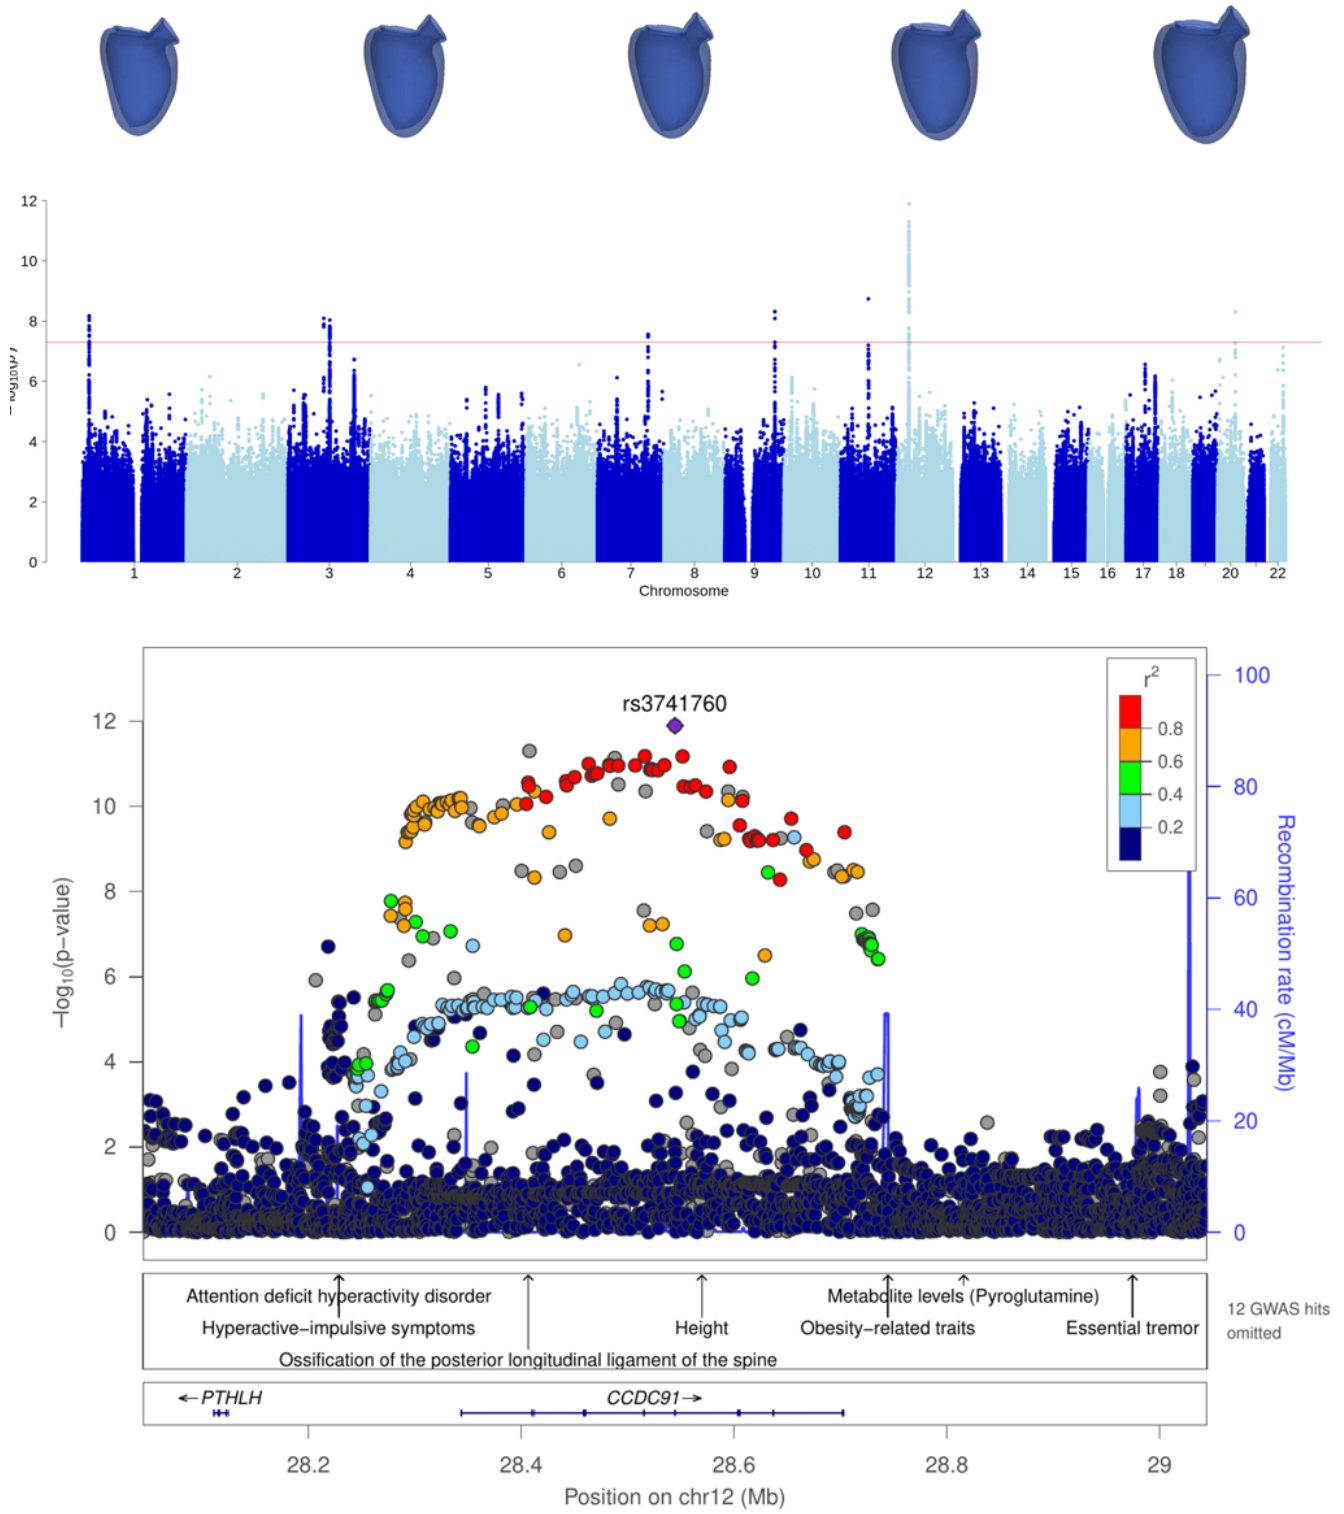 12
10
8
6
4
2
0
1 2 3 4 5 6 7 8 9 10 11 12 13 14 15 16 17 18 20 22
Chromosome
rs3741760
r2
0.8
0.6
0.4
0.2
12
10
8
6
4
2
0
−log10(p−value)
100
80
60
40
20
0
Recombination rate (cM/Mb)
Attention deficit hyperactivity disorder
Metabolite levels (Pyroglutamine)
Hyperactive−impulsive symptoms
Height
Obesity−related traits
Essential tremor
Ossification of the posterior longitudinal ligament of the spine
12 GWAS hits
omitted
←PTHLH
CCDC91→
28.2 28.4 28.6 28.8 29
Position on chr12 (Mb)